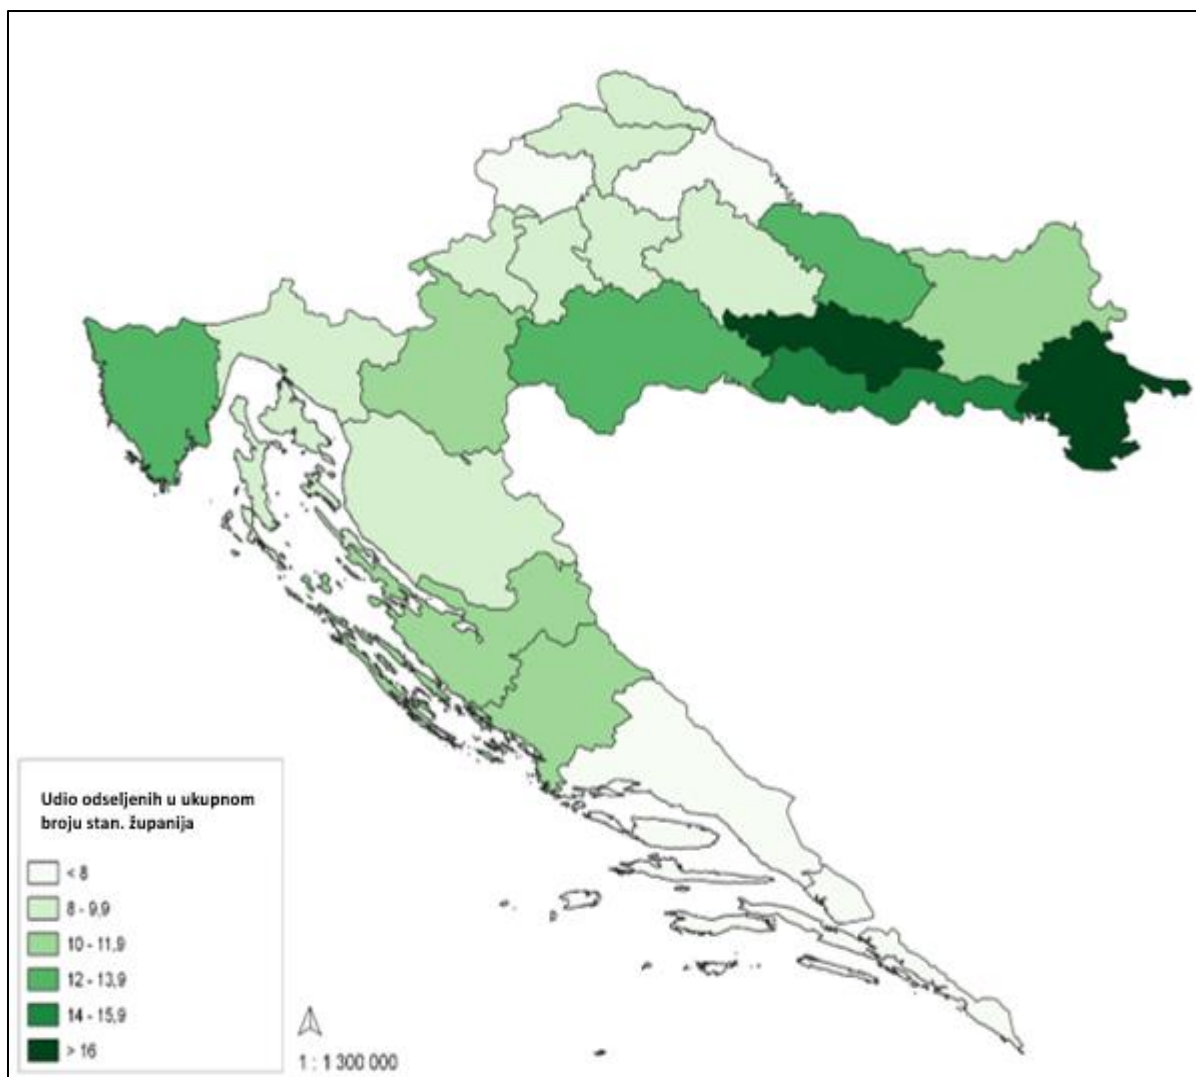 Udio odseljenih u ukupnom
broju stan. županija
< 8
8 - 9,9
10 - 11,9
12 - 13,9
14 - 15,9
> 16
1 : 1 300 000